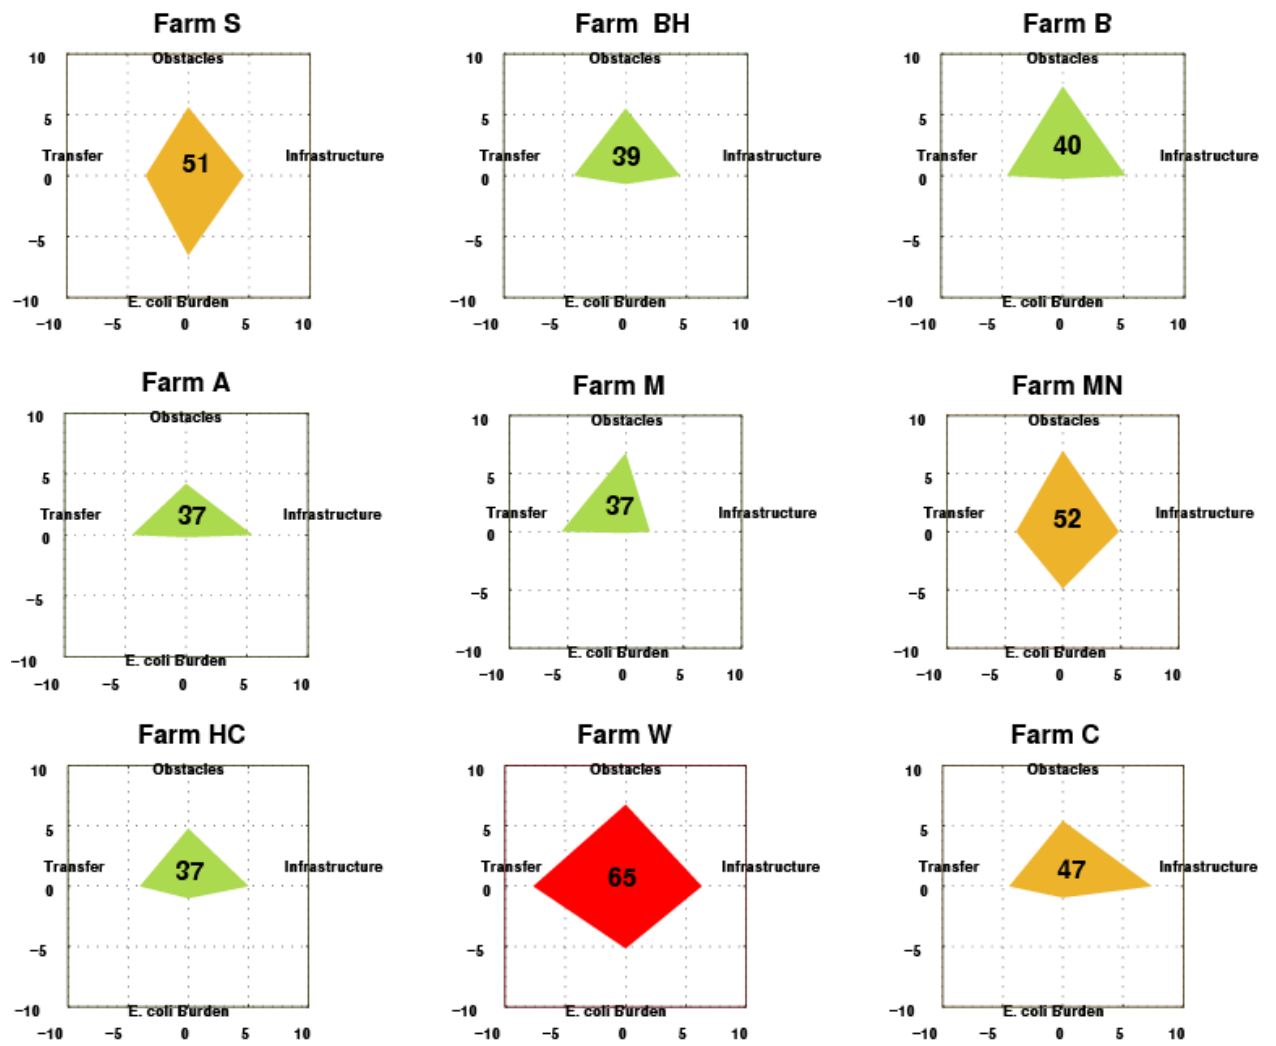 Farm S
10
Obstacles
5
Transfer
51
Infrastructure
0
−5
−10
E. coli Burden
−10 −5 0 5 10
Farm BH
10
Obstacles
5
Transfer
39
Infrastructure
0
−5
−10
E. coli Burden
−10 −5 0 5 10
Farm B
10
Obstacles
5
Transfer
40
Infrastructure
0
−5
−10
E. coli Burden
−10 −5 0 5 10
Farm A
10
Obstacles
5
Transfer
37
Infrastructure
0
−5
−10
E. coli Burden
−10 −5 0 5 10
Farm M
10
Obstacles
5
Transfer
37
Infrastructure
0
−5
−10
E. coli Burden
−10 −5 0 5 10
Farm MN
10
Obstacles
5
Transfer
52
Infrastructure
0
−5
−10
E. coli Burden
−10 −5 0 5 10
Farm HC
10
Obstacles
5
Transfer
37
Infrastructure
0
−5
−10
E. coli Burden
−10 −5 0 5 10
Farm W
10
Obstacles
5
Transfer
65
Infrastructure
0
−5
−10
E. coli Burden
−10 −5 0 5 10
Farm C
10
Obstacles
5
Transfer
47
Infrastructure
0
−5
−10
E. coli Burden
−10 −5 0 5 10